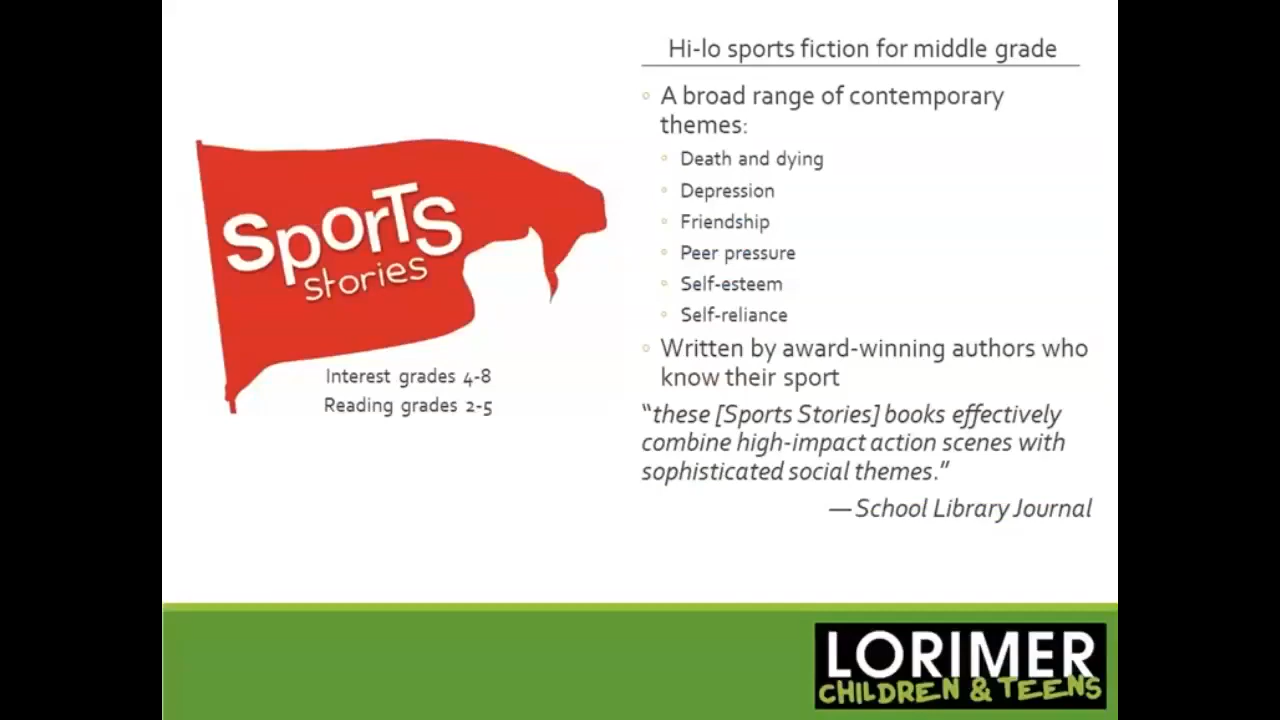 Sports
Stories
Interest grades 4-8
Reading grades 2-5
Hi-lo sports fiction for middle grade
A broad range of contemporary
themes:
Death and dying
Depression
Friendship
Peer pressure
Self-esteem
Self-reliance
Written by award-winning authors who
know their sport
“these [Sports Stories] books effectively
combine high-impact action scenes with
sophisticated social themes.”
— School Library Journal
LORIMER
CHILDREN & TEENS